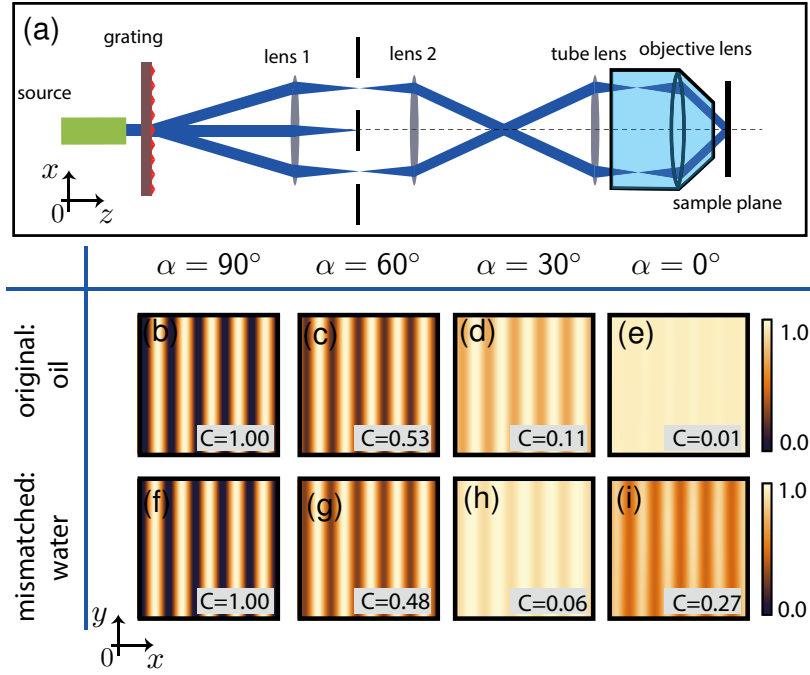 (a)
grating
lens 1
lens 2
tube lens
objective lens
source
x
0
z
sample plane
α = 90° α = 60° α = 30° α = 0°
original:
oil
(b) (c) (d) (e)
C=1.00 C=0.53 C=0.11 C=0.01
1.0
0.0
mismatched:
water
(f) (g) (h) (i)
C=1.00 C=0.48 C=0.06 C=0.27
1.0
0.0
y
0
x